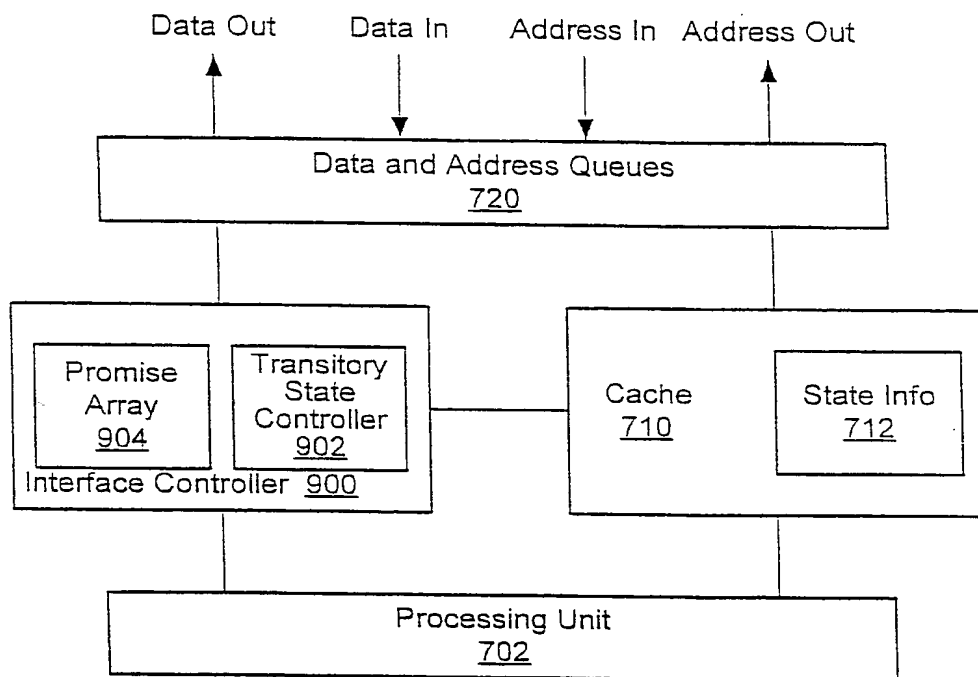 Data Out
Data In
Address In
Address Out
Data and Address Queues
720
Promise
Array
904
Transitory
State
Controller
902
Interface Controller 900
Cache
710
State Info
712
Processing Unit
702